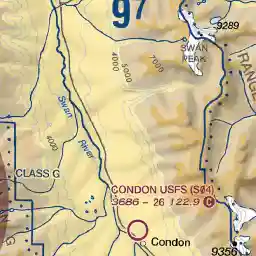 97
9289
SWAN
PEAK
4000
5000
7000
RANGE
Swan
River
4000
CLASS G
CONDON USFS (S04)
3686 - 26 122.9 C
Condon
9356